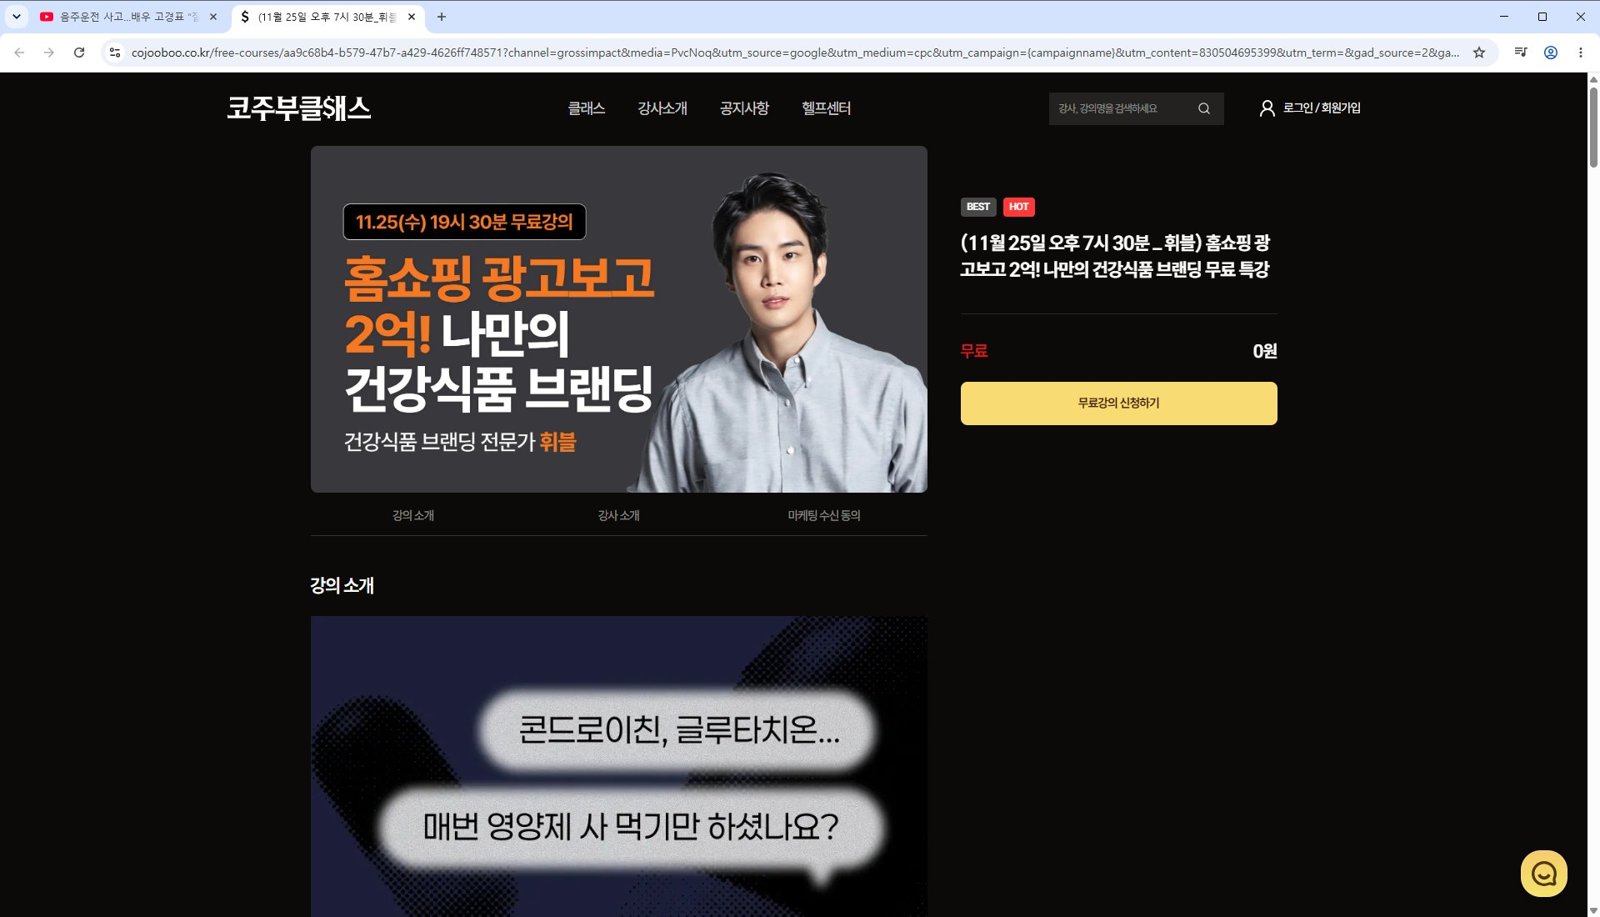 음주운전 사고...배우 고경표
(11월 25일 오후 7시 30분_휘블
cojooboo.co.kr/free-courses/aa9c68b4-b579-47b7-a429-4626ff748571?channel=grossimpact&media=PvcNoq&utm_source=google&utm_medium=cpc&utm_campaign={campaignname}&utm_content=830504695399&utm_term=&gad_source=2&ga...
코주부클래스
클래스
강사소개
공지사항
헬프센터
강사, 강의명을 검색하세요
로그인 / 회원가입
11.25(수) 19시 30분 무료강의
홈쇼핑 광고보고
2억! 나만의
건강식품 브랜딩
건강식품 브랜딩 전문가 휘블
BEST HOT
(11월 25일 오후 7시 30분 _ 휘블) 홈쇼핑 광
고보고 2억! 나만의 건강식품 브랜딩 무료 특강
무료 0원
무료강의 신청하기
강의 소개
강사 소개
마케팅 수신 동의
강의 소개
콘드로이친, 글루타치온...
매번 영양제 사 먹기만 하셨나요?